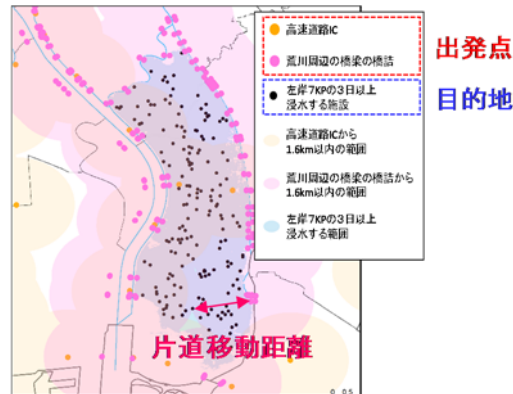 高速道路IC
荒川周辺の橋梁の橋詰
左岸7KPの3日以上
浸水する施設
高速道路ICから
1.6km以内の範囲
荒川周辺の橋梁の橋詰から
1.6km以内の範囲
左岸7KPの3日以上
浸水する範囲
出発点
目的地
片道移動距離